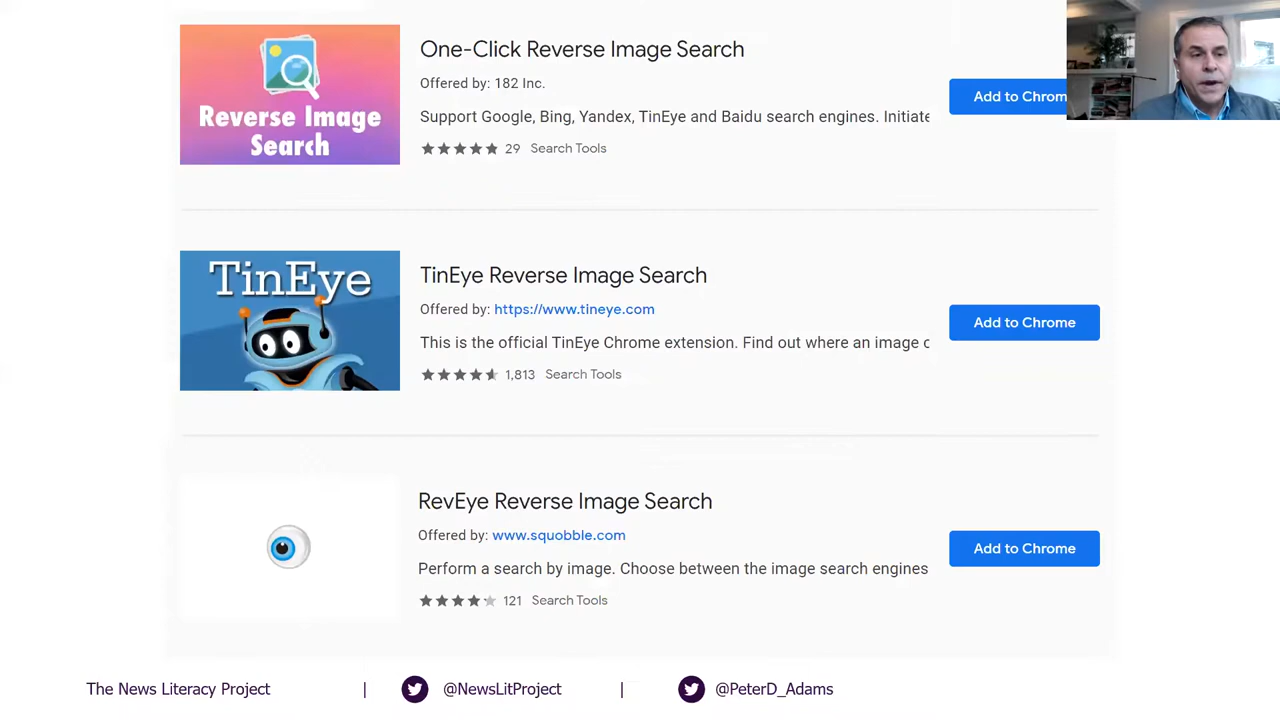 Reverse Image
Search
One-Click Reverse Image Search
Offered by: 182 Inc.
Support Google, Bing, Yandex, TinEye and Baidu search engines. Initiate
29 Search Tools
Add to Chrom
TinEye
TinEye Reverse Image Search
Offered by: https://www.tineye.com
This is the official TinEye Chrome extension. Find out where an image c
1,813 Search Tools
Add to Chrome
RevEye Reverse Image Search
Offered by: www.squobble.com
Perform a search by image. Choose between the image search engines
121 Search Tools
Add to Chrome
The News Literacy Project | @NewsLitProject | @PeterD_Adams